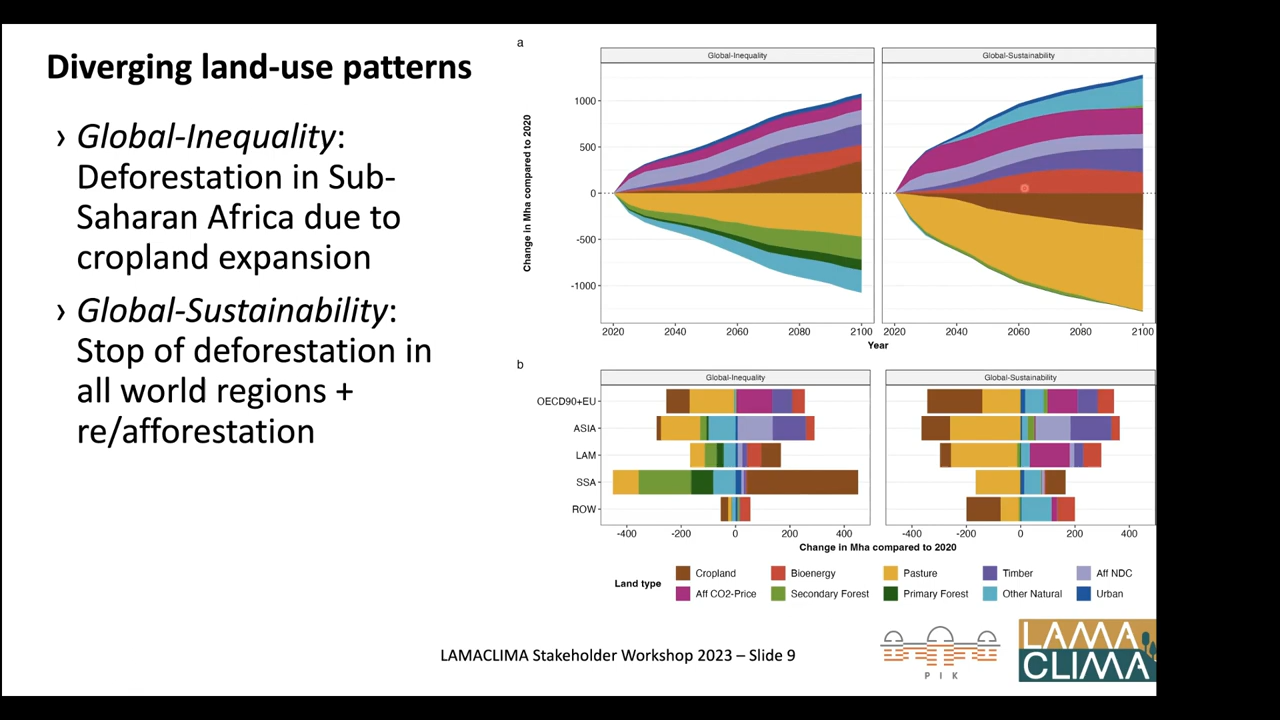 Diverging land-use patterns
› Global-Inequality:
Deforestation in Sub-
Saharan Africa due to
cropland expansion
› Global-Sustainability:
Stop of deforestation in
all world regions +
re/afforestation
a
Global-Inequality
Global-Sustainability
Change in Mha compared to 2020
1000
500
0
-500
-1000
2020 2040 2060 2080 2100
2020 2040 2060 2080 2100
Year
b
Global-Inequality
Global-Sustainability
OECD90+EU
ASIA
LAM
SSA
ROW
-400 -200 0 200 400
-400 -200 0 200 400
Change in Mha compared to 2020
Land type
Cropland Bioenergy Pasture Timber Aff NDC
Aff CO2-Price Secondary Forest Primary Forest Other Natural Urban
LAMACLIMA Stakeholder Workshop 2023 – Slide 9
PIK
LAMA
CLIMA